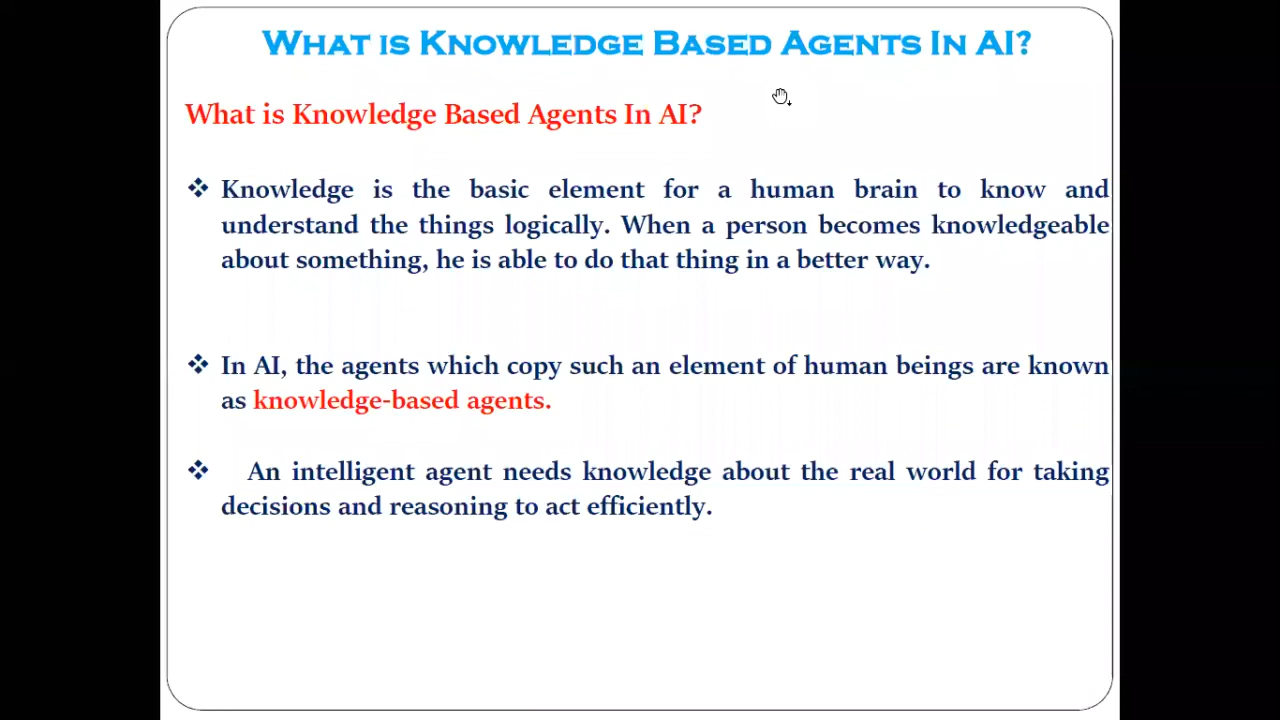 WHAT IS KNOWLEDGE BASED AGENTS IN AI?
What is Knowledge Based Agents In AI?
❖ Knowledge is the basic element for a human brain to know and
understand the things logically. When a person becomes knowledgeable
about something, he is able to do that thing in a better way.
❖ In AI, the agents which copy such an element of human beings are known
as knowledge-based agents.
❖ An intelligent agent needs knowledge about the real world for taking
decisions and reasoning to act efficiently.